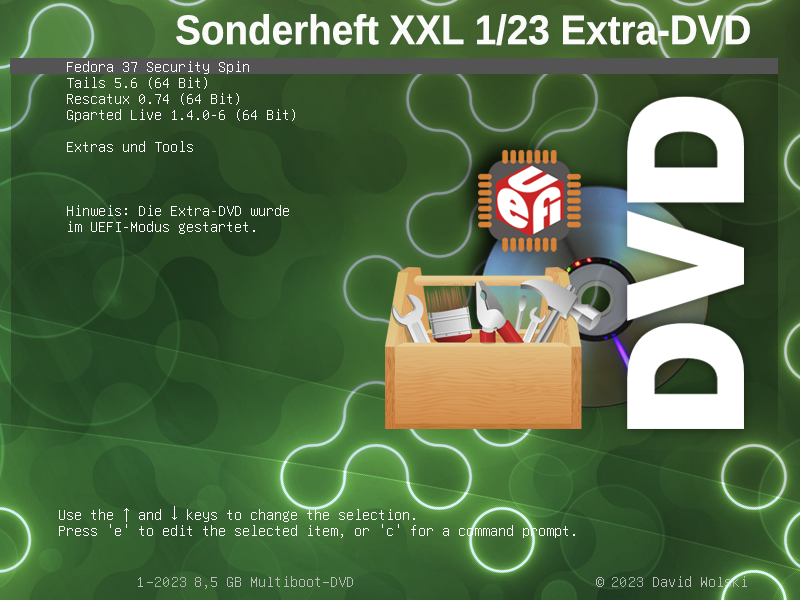 Sonderheft XXL 1/23 Extra-DVD
Fedora 37 Security Spin
Tails 5.6 (64 Bit)
Rescatux 0.74 (64 Bit)
Gparted Live 1.4.0-6 (64 Bit)
Extras und Tools
Hinweis: Die Extra-DVD wurde
im UEFI-Modus gestartet.
UEFI
DVD
Use the ↑ and ↓ keys to change the selection.
Press 'e' to edit the selected item, or 'c' for a command prompt.
1-2023 8,5 GB Multiboot-DVD
© 2023 David Wolski